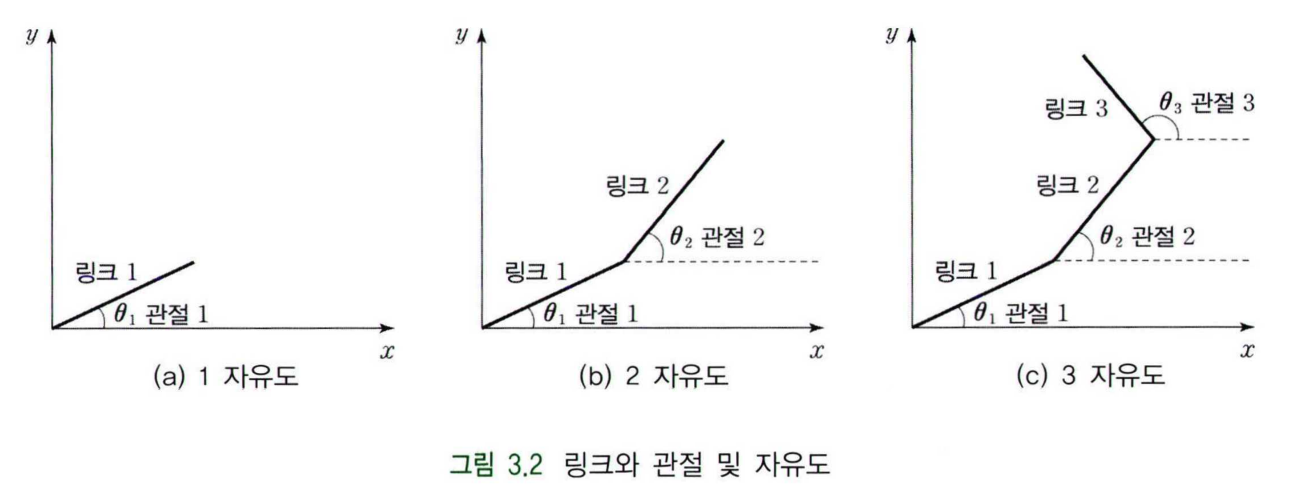 y
링크 1
θ₁ 관절 1
x
(a) 1 자유도
y
링크 2
θ₂ 관절 2
링크 1
θ₁ 관절 1
x
(b) 2 자유도
y
링크 3
θ₃ 관절 3
링크 2
θ₂ 관절 2
링크 1
θ₁ 관절 1
x
(c) 3 자유도
그림 3.2 링크와 관절 및 자유도